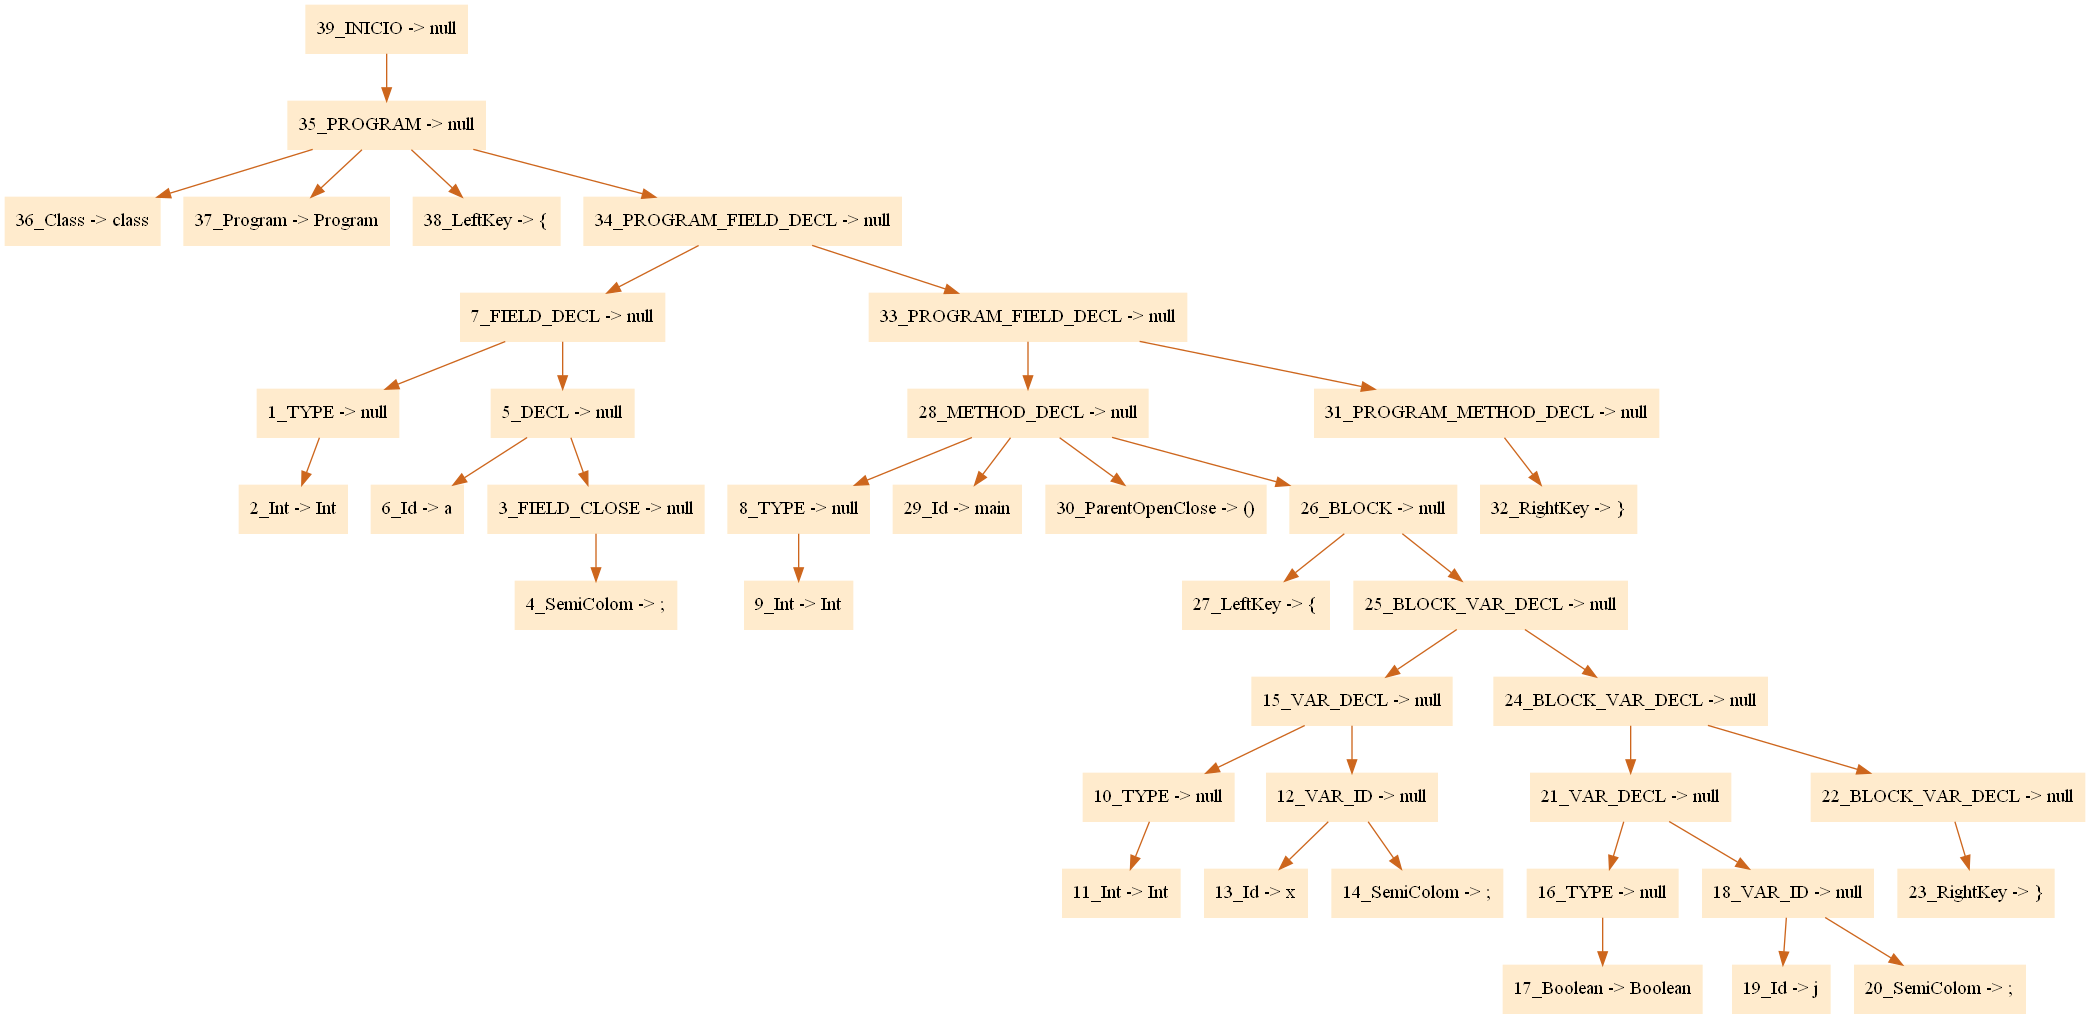 39_INICIO -> null
35_PROGRAM -> null
36_Class -> class
37_Program -> Program
38_LeftKey -> {
34_PROGRAM_FIELD_DECL -> null
7_FIELD_DECL -> null
33_PROGRAM_FIELD_DECL -> null
1_TYPE -> null
5_DECL -> null
28_METHOD_DECL -> null
31_PROGRAM_METHOD_DECL -> null
2_Int -> Int
6_Id -> a
3_FIELD_CLOSE -> null
8_TYPE -> null
29_Id -> main
30_ParentOpenClose -> ()
26_BLOCK -> null
32_RightKey -> }
4_SemiColom -> ;
9_Int -> Int
27_LeftKey -> {
25_BLOCK_VAR_DECL -> null
15_VAR_DECL -> null
24_BLOCK_VAR_DECL -> null
10_TYPE -> null
12_VAR_ID -> null
21_VAR_DECL -> null
22_BLOCK_VAR_DECL -> null
11_Int -> Int
13_Id -> x
14_SemiColom -> ;
16_TYPE -> null
18_VAR_ID -> null
23_RightKey -> }
17_Boolean -> Boolean
19_Id -> j
20_SemiColom -> ;